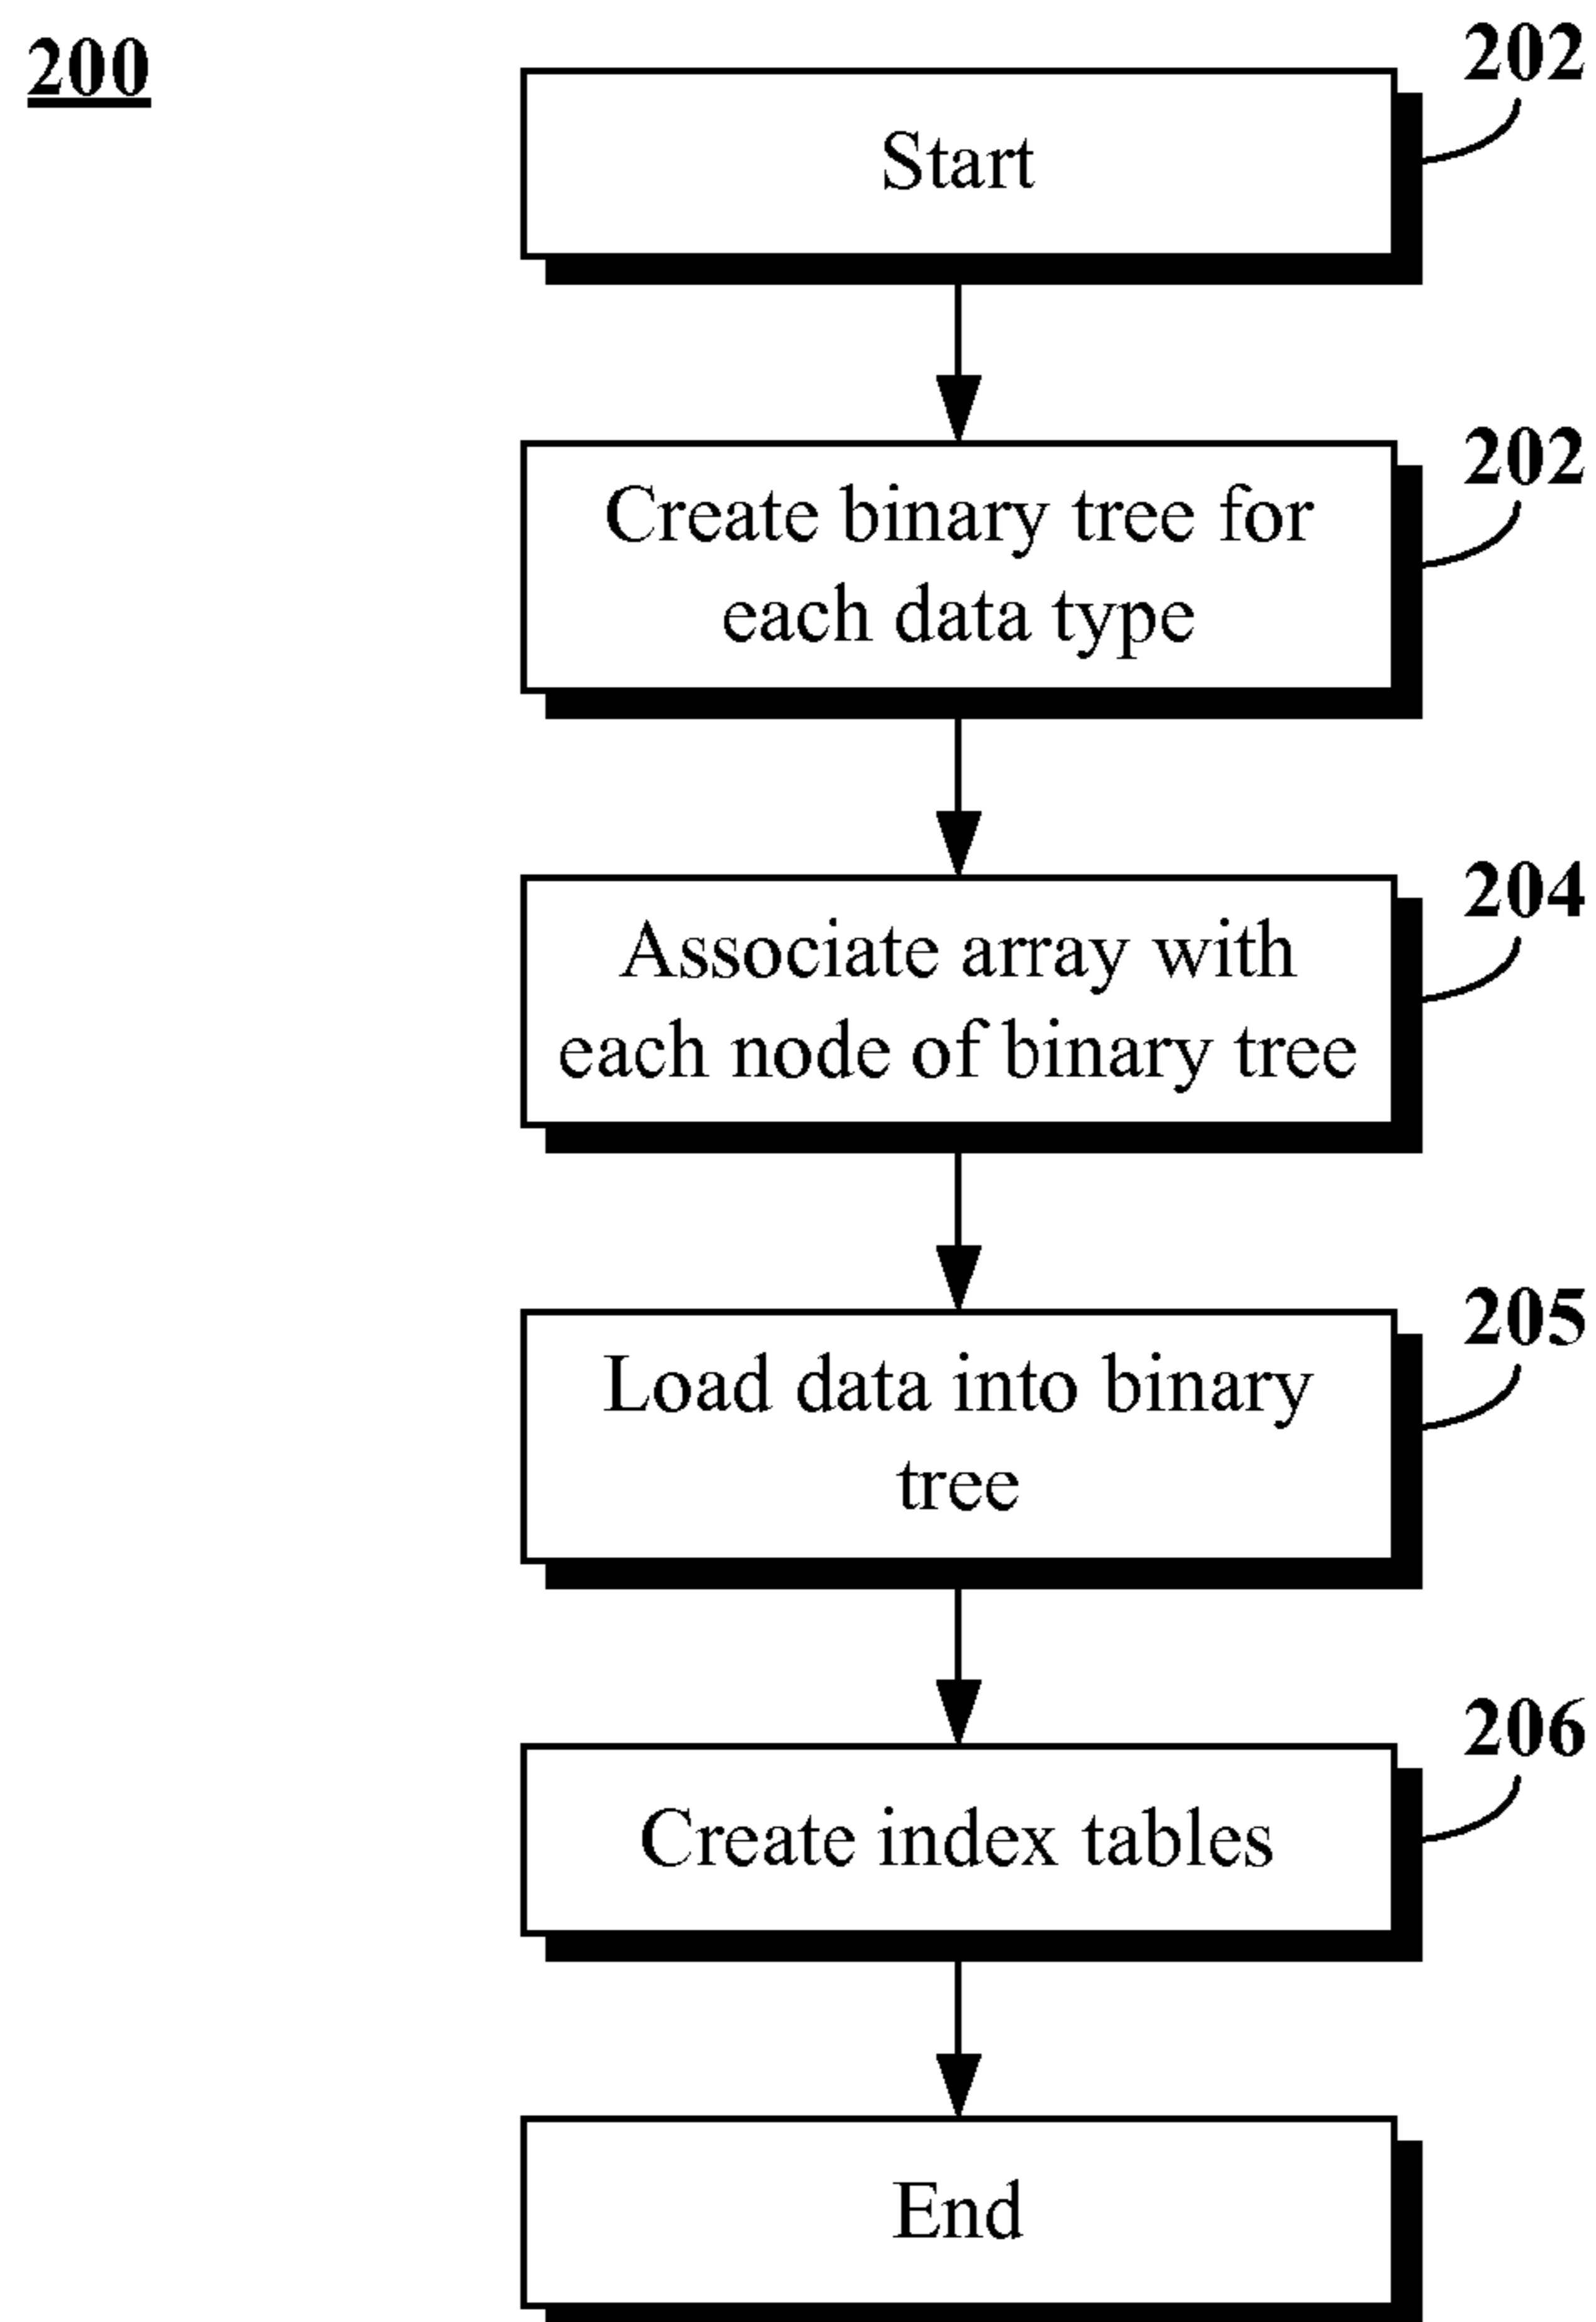 200
202
Start
202
Create binary tree for
each data type
204
Associate array with
each node of binary tree
205
Load data into binary
tree
206
Create index tables
End